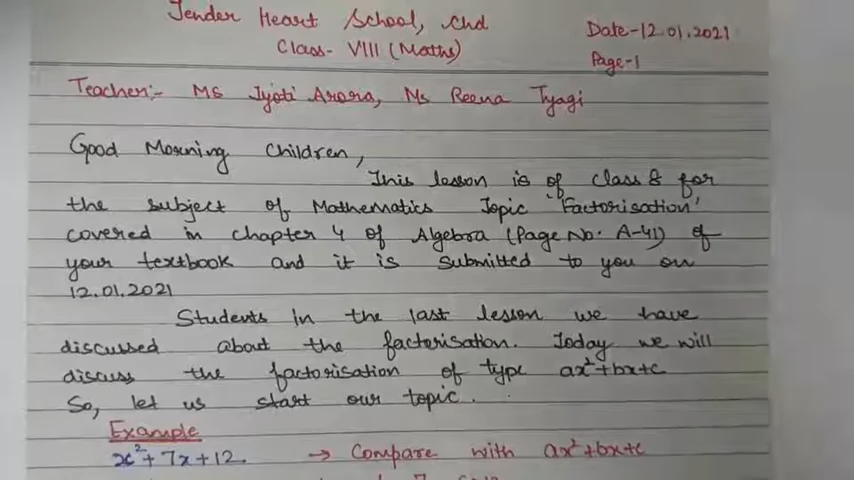 Tender Heart School, Chd
Date-12.01.2021
Class- VIII (Maths)
Page-1
Teacher:- Ms Jyoti Arora, Ms Reena Tyagi
Good Morning Children,
This lesson is of class 8 for
the subject of Mathematics Topic 'Factorisation'
covered in chapter 4 of Algebra (Page No. A-41) of
your textbook and it is submitted to you on
12.01.2021
Students in the last lesson we have
discussed about the factorisation. Today we will
discuss the factorisation of type ax²+bx+c
So, let us start our topic.
Example
x²+7x+12. → Compare with ax²+bx+c